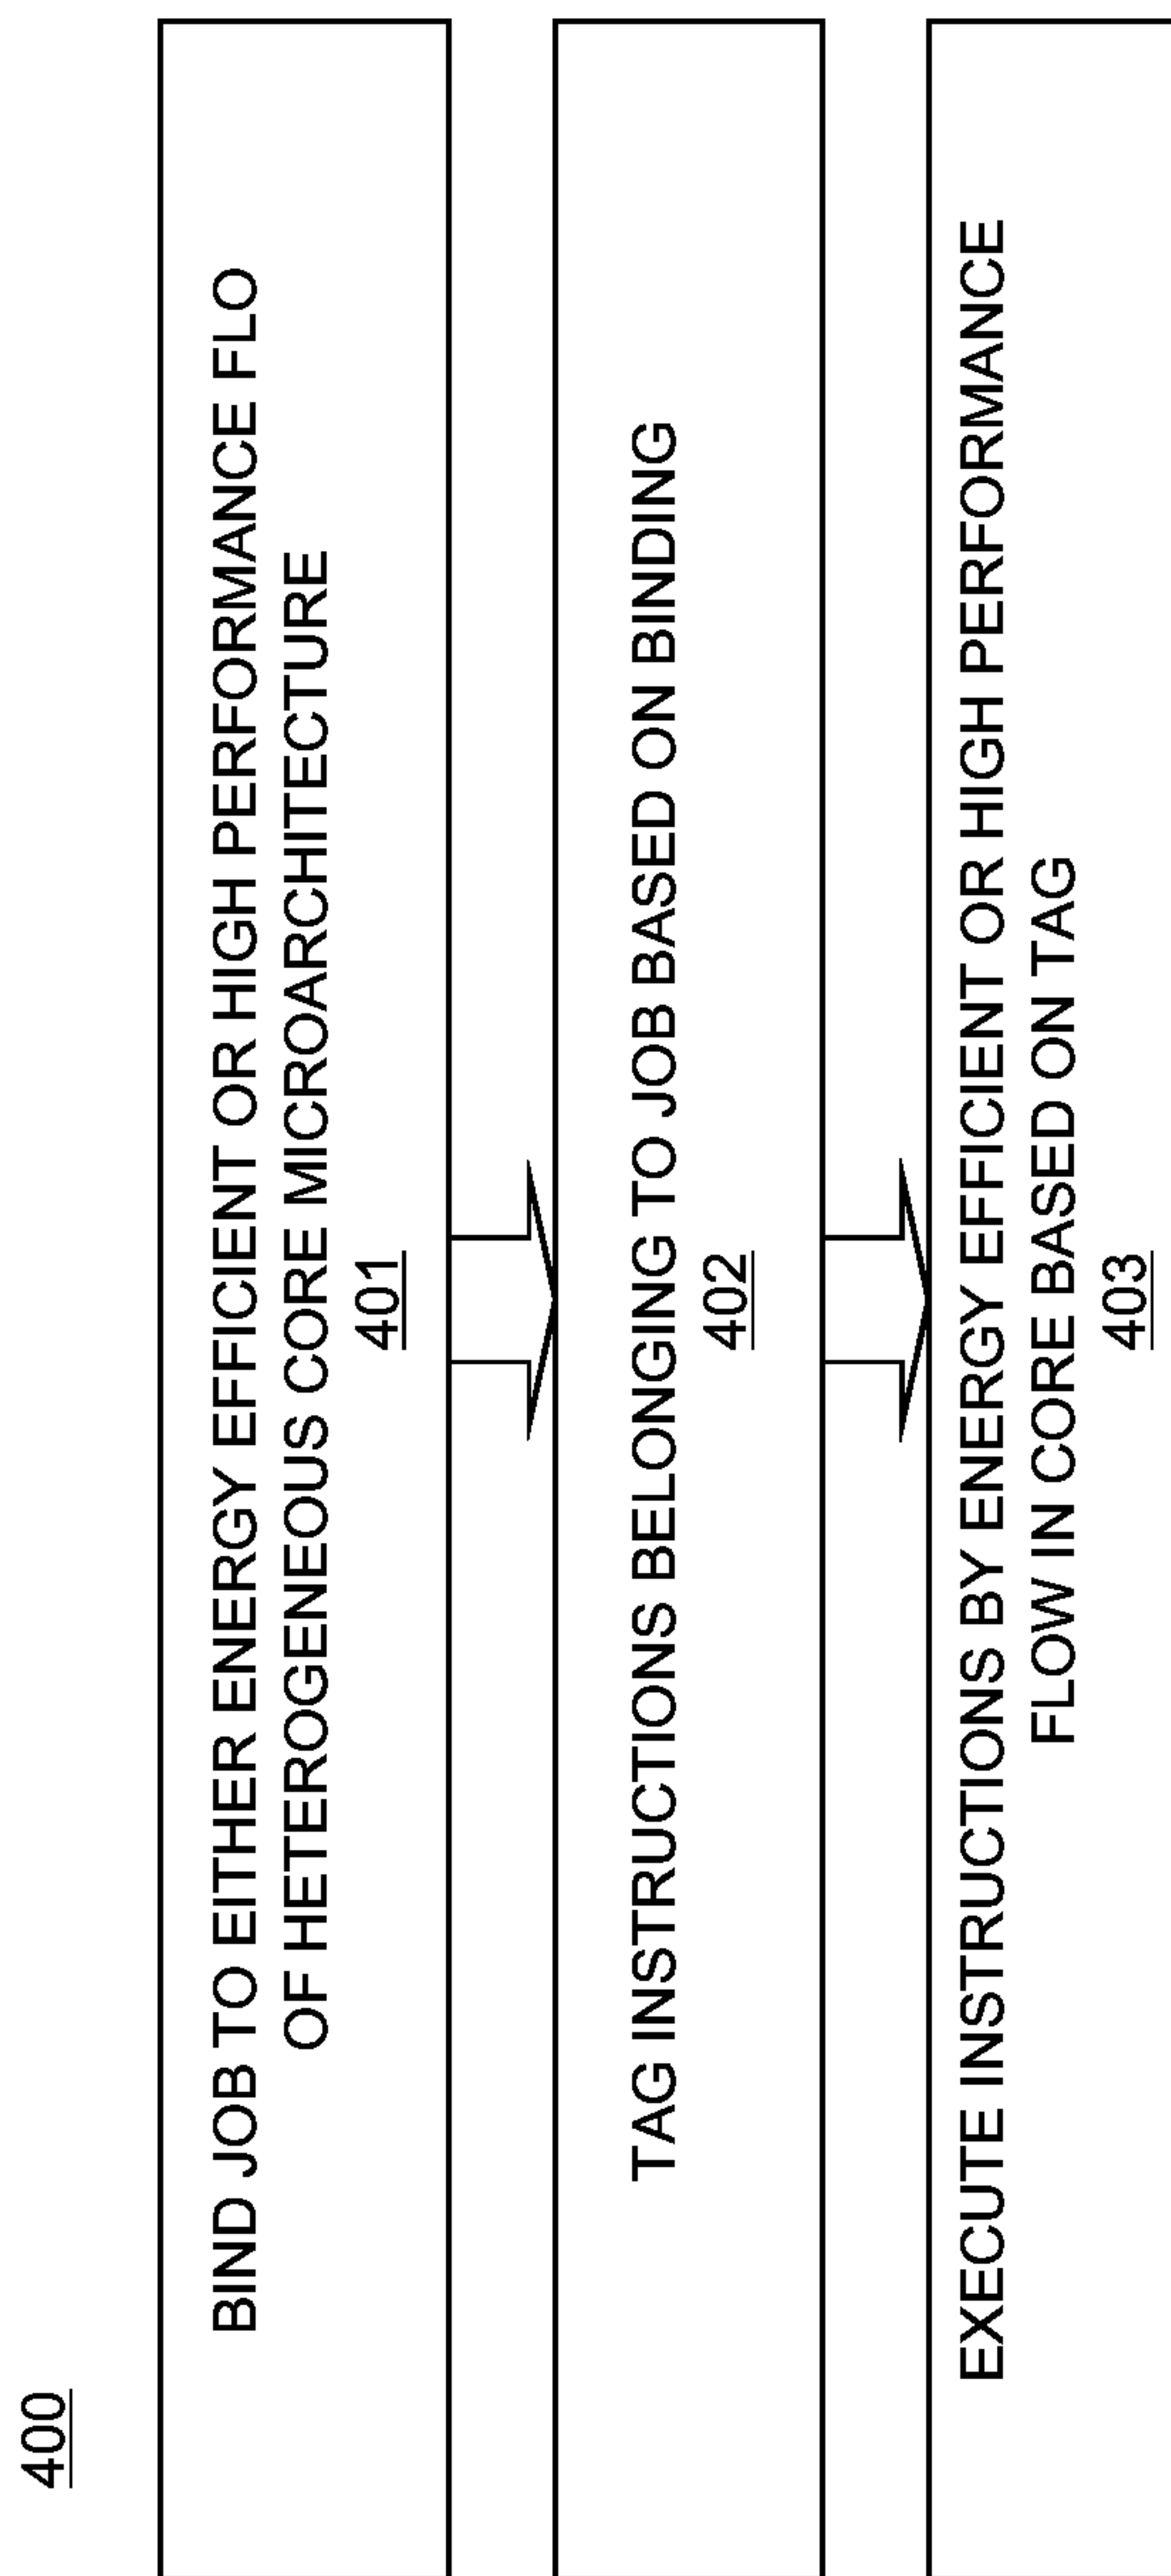 400
BIND JOB TO EITHER ENERGY EFFICIENT OR HIGH PERFORMANCE FLO
OF HETEROGENEOUS CORE MICROARCHITECTURE
401
TAG INSTRUCTIONS BELONGING TO JOB BASED ON BINDING
402
EXECUTE INSTRUCTIONS BY ENERGY EFFICIENT OR HIGH PERFORMANCE
FLOW IN CORE BASED ON TAG
403